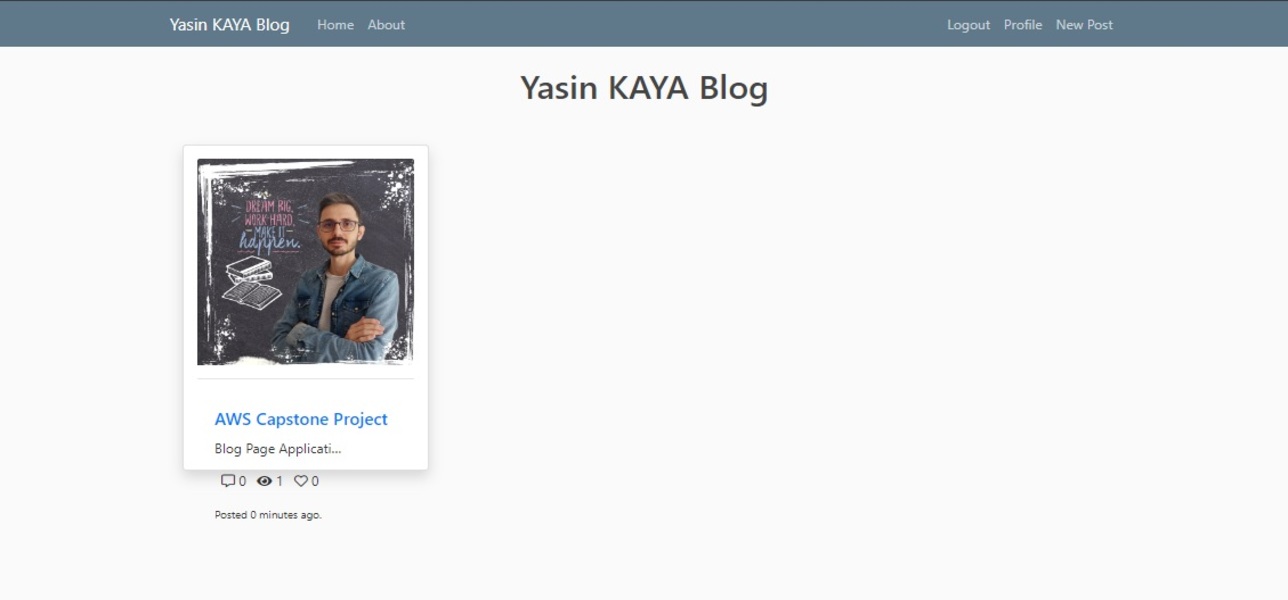 Yasin KAYA Blog Home About Logout Profile New Post
Yasin KAYA Blog
DREAM BIG,
WORK HARD,
MAKE IT
happen.
AWS Capstone Project
Blog Page Applicati...
0 1 0
Posted 0 minutes ago.